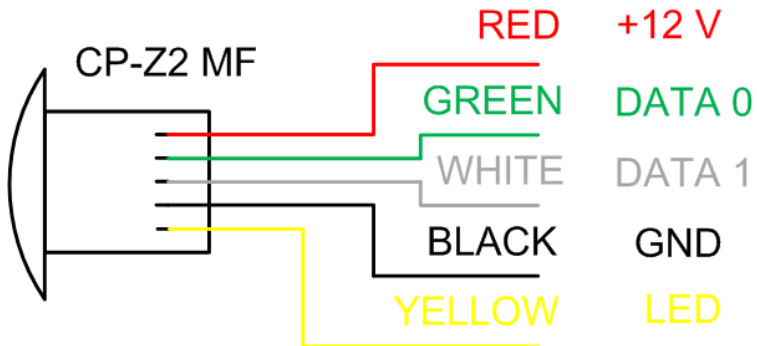 RED +12 V
CP-Z2 MF
GREEN DATA 0
WHITE DATA 1
BLACK GND
YELLOW LED